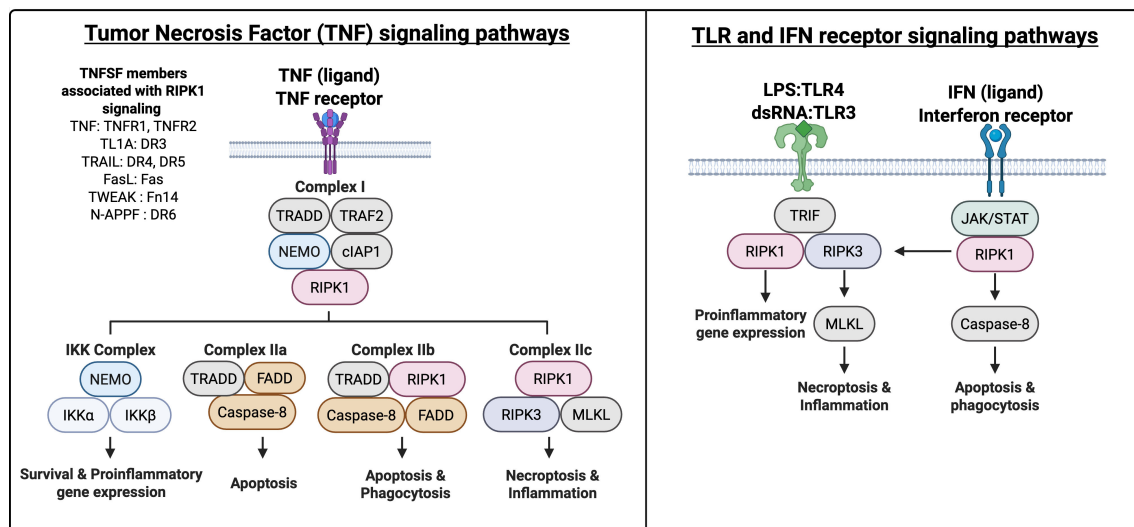 Tumor Necrosis Factor (TNF) signaling pathways
TNFSF members
associated with RIPK1
signaling
TNF: TNFR1, TNFR2
TL1A: DR3
TRAIL: DR4, DR5
FasL: Fas
TWEAK : Fn14
N-APPF : DR6
TNF (ligand)
TNF receptor
Complex I
TRADD TRAF2
NEMO cIAP1
RIPK1
IKK Complex
NEMO
IKKα IKKβ
Survival & Proinflammatory
gene expression
Complex IIa
TRADD FADD
Caspase-8
Apoptosis
Complex IIb
TRADD RIPK1
Caspase-8 FADD
Apoptosis &
Phagocytosis
Complex IIc
RIPK1
RIPK3 MLKL
Necroptosis &
Inflammation
TLR and IFN receptor signaling pathways
LPS:TLR4
dsRNA:TLR3
TRIF
RIPK1 RIPK3
Proinflammatory
gene expression
MLKL
Necroptosis &
Inflammation
IFN (ligand)
Interferon receptor
JAK/STAT
RIPK1
Caspase-8
Apoptosis &
phagocytosis